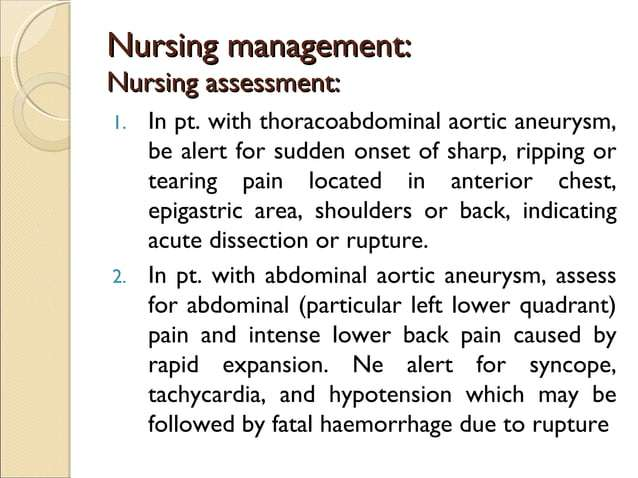 Nursing management:
Nursing assessment:
1. In pt. with thoracoabdominal aortic aneurysm,
be alert for sudden onset of sharp, ripping or
tearing pain located in anterior chest,
epigastric area, shoulders or back, indicating
acute dissection or rupture.
2. In pt. with abdominal aortic aneurysm, assess
for abdominal (particular left lower quadrant)
pain and intense lower back pain caused by
rapid expansion. Ne alert for syncope,
tachycardia, and hypotension which may be
followed by fatal haemorrhage due to rupture